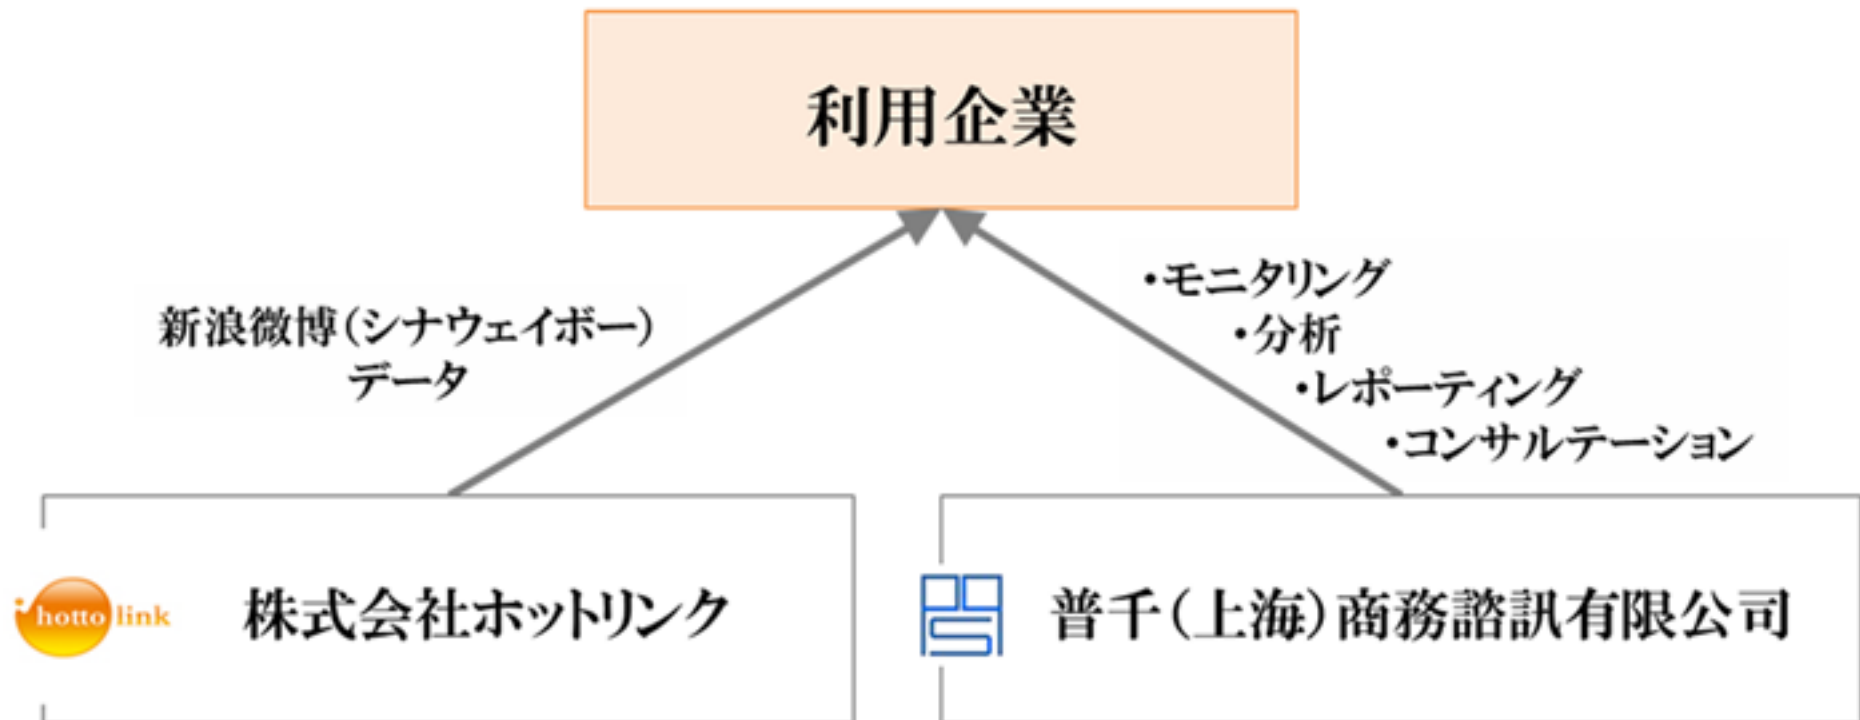 利用企業
新浪微博（シナウェイボー）
データ
・モニタリング
・分析
・レポーティング
・コンサルテーション
hotto link
株式会社ホットリンク
普千（上海）商務諮訊有限公司